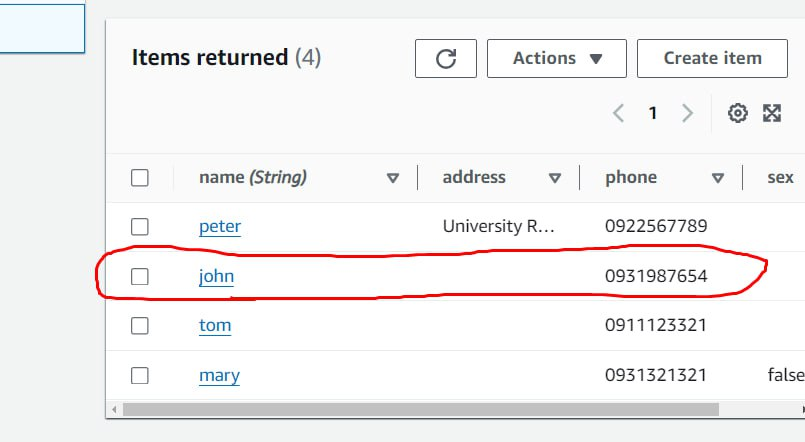 Items returned (4)
Actions
Create item
1
name (String) address phone sex
peter University R... 0922567789
john 0931987654
tom 0911123321
mary 0931321321 false